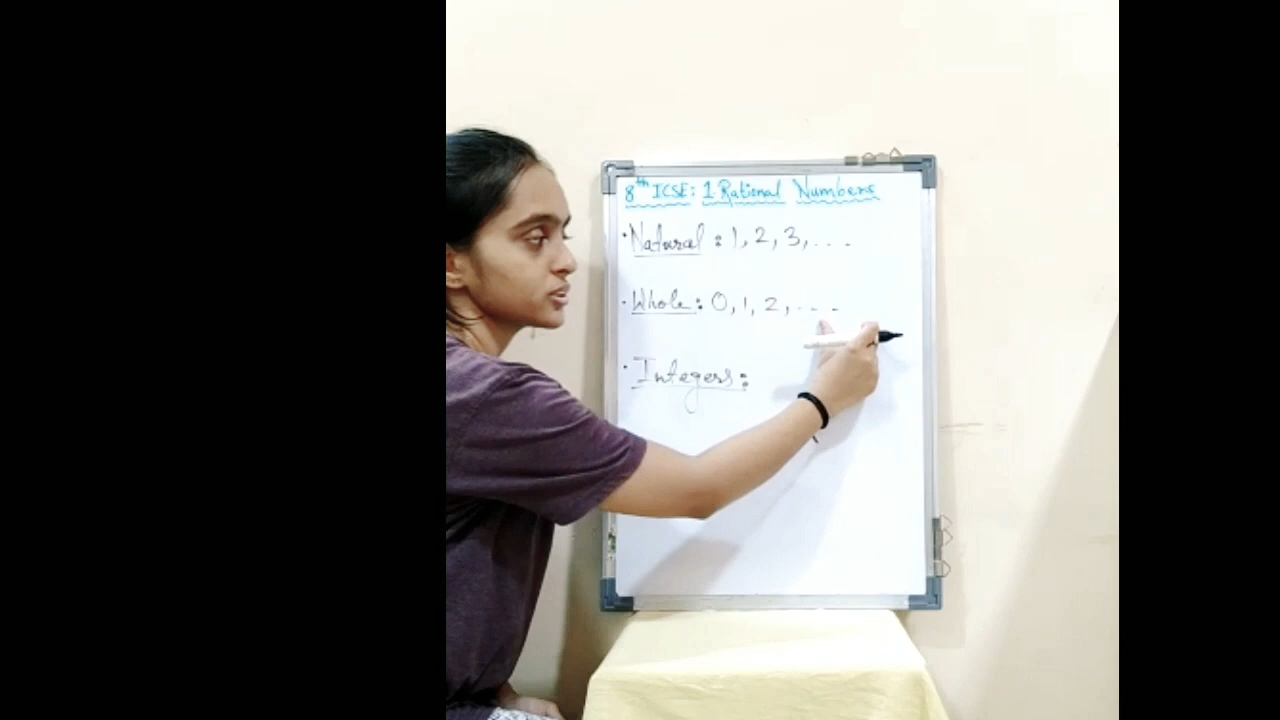 8th ICSE: 1 Rational Numbers
· Natural : 1, 2, 3, . . .
· Whole : 0, 1, 2, . . .
· Integers :